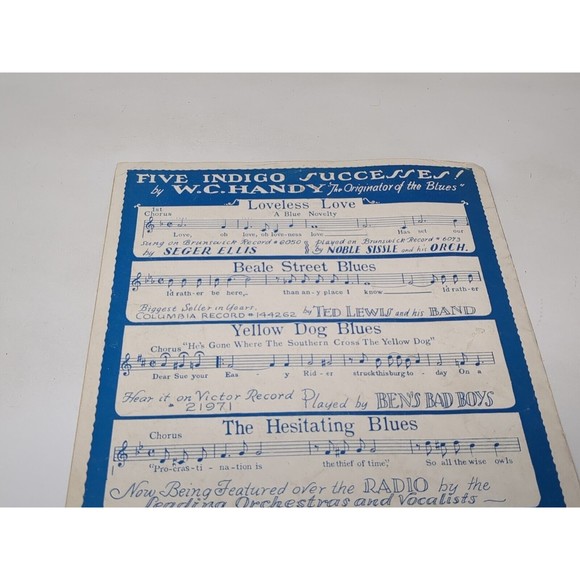 FIVE INDIGO SUCCESSES!
by W.C. HANDY "The Originator of the Blues"
Loveless Love
1st Chorus
A Blue Novelty
Love, oh love, oh loveless love Has set our
Sung on Brunswick Record #6050 by SEGER ELLIS
Played on Brunswick Record #6073 by NOBLE SISSLE and his ORCH.
Beale Street Blues
I'd rath-er be here, than an-y place I know I'd rath-er
Biggest Seller in Years.
COLUMBIA RECORD #144262 by TED LEWIS and his BAND
Yellow Dog Blues
Chorus "He's Gone Where The Southern Cross The Yellow Dog"
Dear Sue your Eas - y Rid - er struck this burg to - day On a
Hear it on Victor Record
#21971 Played by BEN'S BAD BOYS
The Hesitating Blues
Chorus
"Pro-cras-ti - na-tion is the thief of time," So all the wise owls
Now Being Featured over the RADIO by the
Leading Orchestras and Vocalists